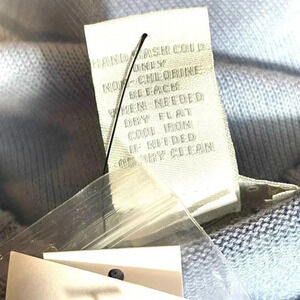 HAND WASH COLD
ONLY
NON-CHLORINE
BLEACH
WHEN NEEDED
DRY FLAT
COOL IRON
IF NEEDED
OR DRY CLEAN